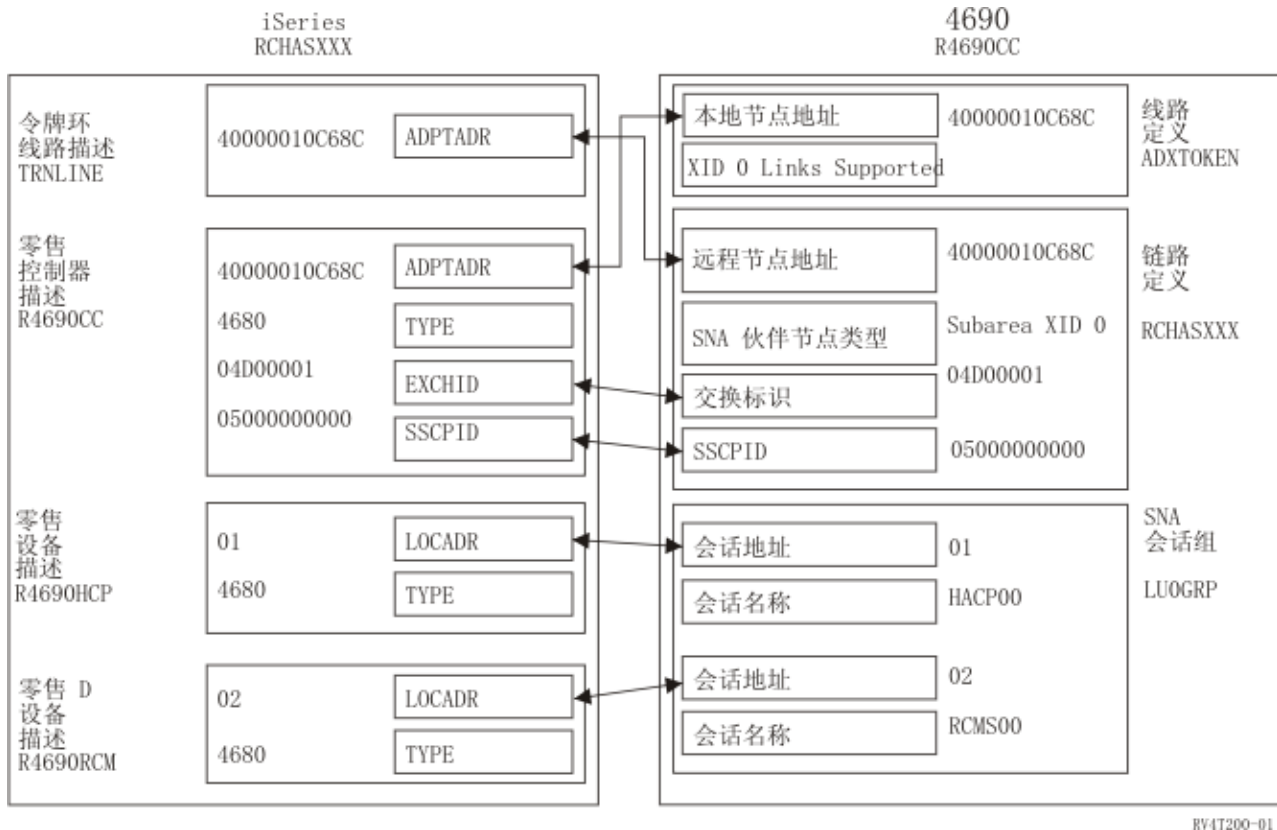 iSeries
RCHASXXX
4690
R4690CC
令牌环
线路描述
TRNLINE
40000010C68C
ADPTADR
零售
控制器
描述
R4690CC
40000010C68C
ADPTADR
4680
TYPE
04D00001
EXCHID
05000000000
SSCPID
零售
设备
描述
R4690HCP
01
LOCADR
4680
TYPE
零售 D
设备
描述
R4690RCM
02
LOCADR
4680
TYPE
本地节点地址
40000010C68C
XID 0 Links Supported
线路
定义
ADXTOKEN
远程节点地址
40000010C68C
SNA 伙伴节点类型
Subarea XID 0
交换标识
04D00001
SSCPID
05000000000
链路
定义
RCHASXXX
会话地址
01
会话名称
HACP00
会话地址
02
会话名称
RCMS00
SNA
会话组
LU0GRP
RV4T200-01